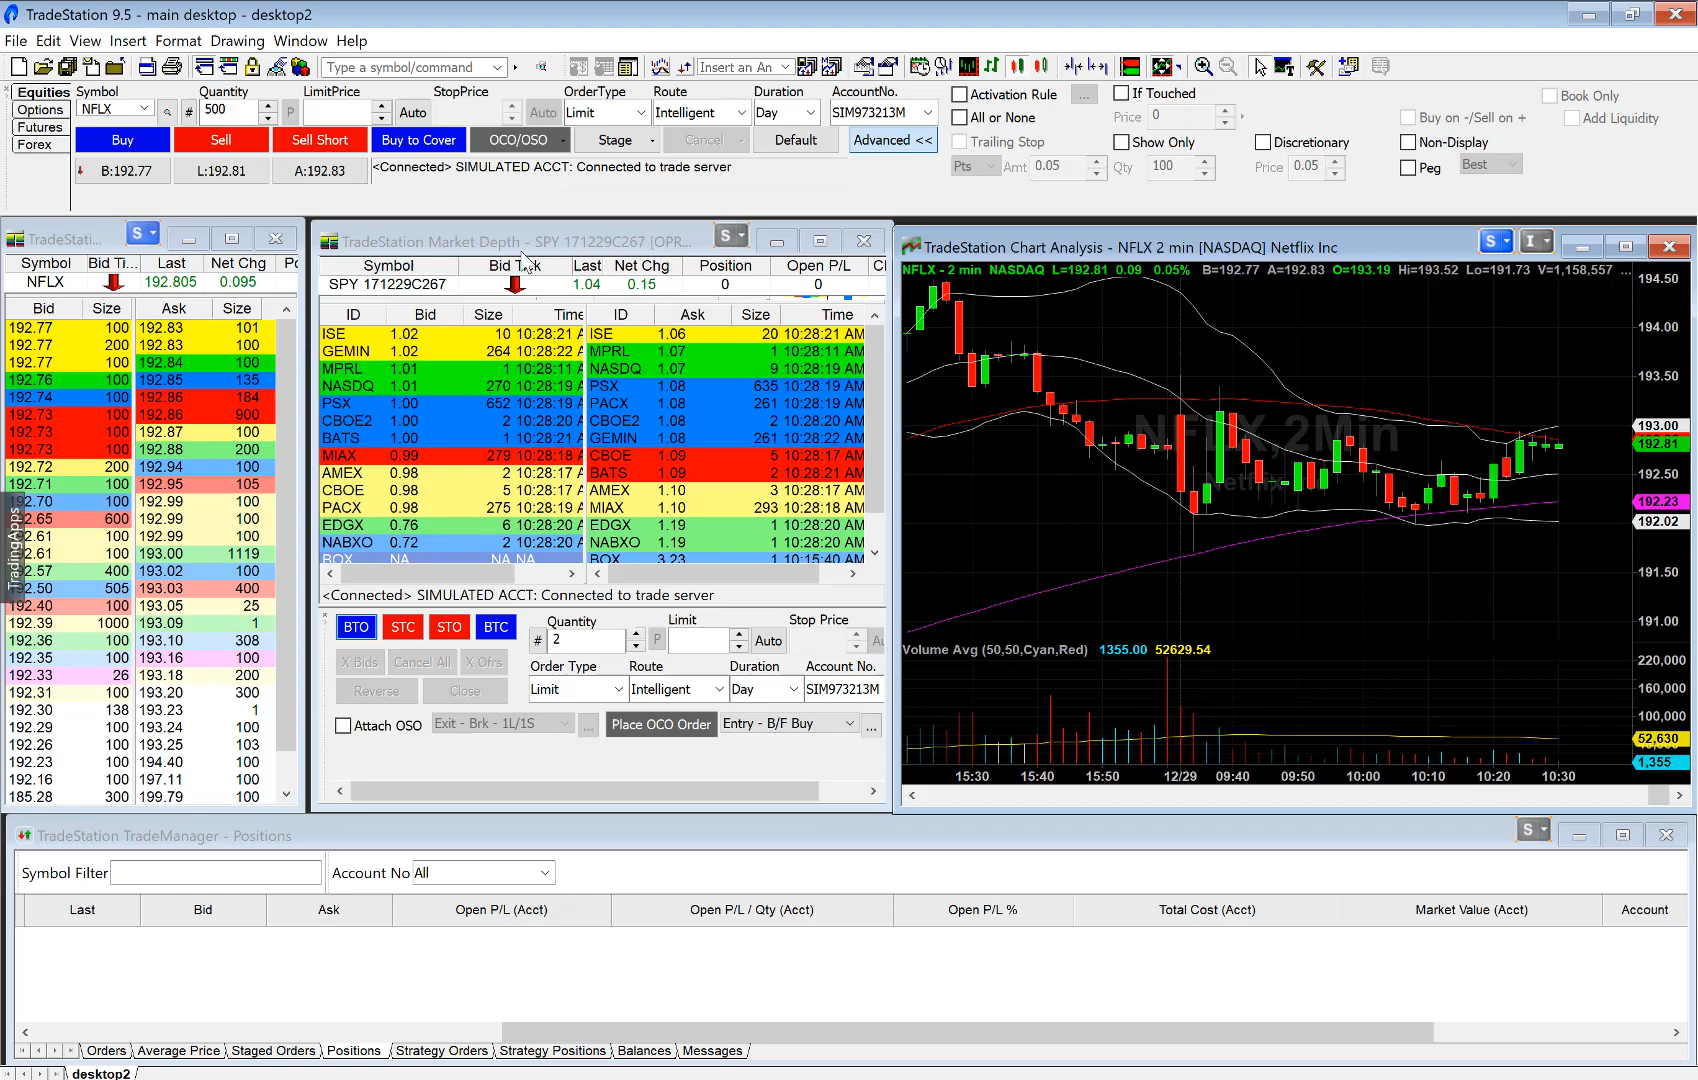 TradeStation 9.5 - main desktop - desktop2
File Edit View Insert Format Drawing Window Help
Type a symbol/command
Insert an An
Equities Symbol Quantity LimitPrice StopPrice OrderType Route Duration AccountNo.
Options NFLX # 500 P Auto Auto Limit Intelligent Day SIM973213M
Futures Buy Sell Sell Short Buy to Cover OCO/OSO Stage Cancel Default Advanced <<
Forex B:192.77 L:192.81 A:192.83 <Connected> SIMULATED ACCT: Connected to trade server
Activation Rule ... If Touched Book Only
All or None Price 0 Buy on -/Sell on + Add Liquidity
Trailing Stop Show Only Discretionary Non-Display
Pts Amt 0.05 Qty 100 Price 0.05 Peg Best
TradeStati... S
Symbol Bid Ti... Last Net Chg Po
NFLX 192.805 0.095
Bid Size Ask Size
192.77 100 192.83 101
192.77 200 192.83 100
192.77 100 192.84 100
192.76 100 192.85 135
192.74 100 192.86 184
192.73 100 192.86 900
192.73 100 192.87 100
192.73 100 192.88 200
192.72 200 192.94 100
192.71 100 192.95 105
192.70 100 192.99 100
192.65 600 192.99 100
192.61 100 192.99 100
192.61 100 193.00 1119
192.57 400 193.02 100
192.50 505 193.03 400
192.40 100 193.05 25
192.39 1000 193.09 1
192.36 100 193.10 308
192.35 100 193.16 100
192.33 26 193.18 200
192.31 100 193.20 300
192.30 138 193.23 1
192.29 100 193.24 100
192.26 100 193.25 103
192.23 100 194.40 100
192.16 100 197.11 100
185.28 300 199.79 100
TradingApps
TradeStation Market Depth - SPY 171229C267 [OPR... S
Symbol Bid Tick Last Net Chg Position Open P/L Cl
SPY 171229C267 1.04 0.15 0 0
ID Bid Size Time ID Ask Size Time
ISE 1.02 10 10:28:21 A ISE 1.06 20 10:28:21 AM
GEMIN 1.02 264 10:28:22 A MPRL 1.07 1 10:28:11 AM
MPRL 1.01 1 10:28:11 A NASDQ 1.07 9 10:28:19 AM
NASDQ 1.01 270 10:28:19 A PSX 1.08 635 10:28:19 AM
PSX 1.00 652 10:28:19 A PACX 1.08 261 10:28:19 AM
CBOE2 1.00 2 10:28:20 A CBOE2 1.08 2 10:28:20 AM
BATS 1.00 1 10:28:21 A GEMIN 1.08 261 10:28:22 AM
MIAX 0.99 279 10:28:18 A CBOE 1.09 5 10:28:17 AM
AMEX 0.98 2 10:28:17 A BATS 1.09 2 10:28:21 AM
CBOE 0.98 5 10:28:17 A AMEX 1.10 3 10:28:17 AM
PACX 0.98 275 10:28:19 A MIAX 1.10 293 10:28:18 AM
EDGX 0.76 6 10:28:20 A EDGX 1.19 1 10:28:20 AM
NABXO 0.72 2 10:28:20 A NABXO 1.19 1 10:28:20 AM
BOX NA NA NA BOX 3.23 1 10:15:40 AM
<Connected> SIMULATED ACCT: Connected to trade server
BTO STC STO BTC Quantity Limit Stop Price
# 2 P Auto Au
X Bids Cancel All X Ofrs Order Type Route Duration Account No.
Reverse Close Limit Intelligent Day SIM973213M
Attach OSO Exit - Brk - 1L/1S ... Place OCO Order Entry - B/F Buy ...
TradeStation Chart Analysis - NFLX 2 min [NASDAQ] Netflix Inc S I
NFLX - 2 min NASDAQ L=192.81 0.09 0.05% B=192.77 A=192.83 O=193.19 Hi=193.52 Lo=191.73 V=1,158,557 ...
194.50
194.00
193.50
193.00
192.81
192.50
192.23
192.02
191.50
191.00
NFLX,2Min
Netflix Inc
Volume Avg (50,50,Cyan,Red) 1355.00 52629.54
220,000
160,000
100,000
52,630
1,355
15:30 15:40 15:50 12/29 09:40 09:50 10:00 10:10 10:20 10:30
TradeStation TradeManager - Positions S
Symbol Filter Account No All
Last Bid Ask Open P/L (Acct) Open P/L / Qty (Acct) Open P/L % Total Cost (Acct) Market Value (Acct) Account
Orders Average Price Staged Orders Positions Strategy Orders Strategy Positions Balances Messages
desktop2